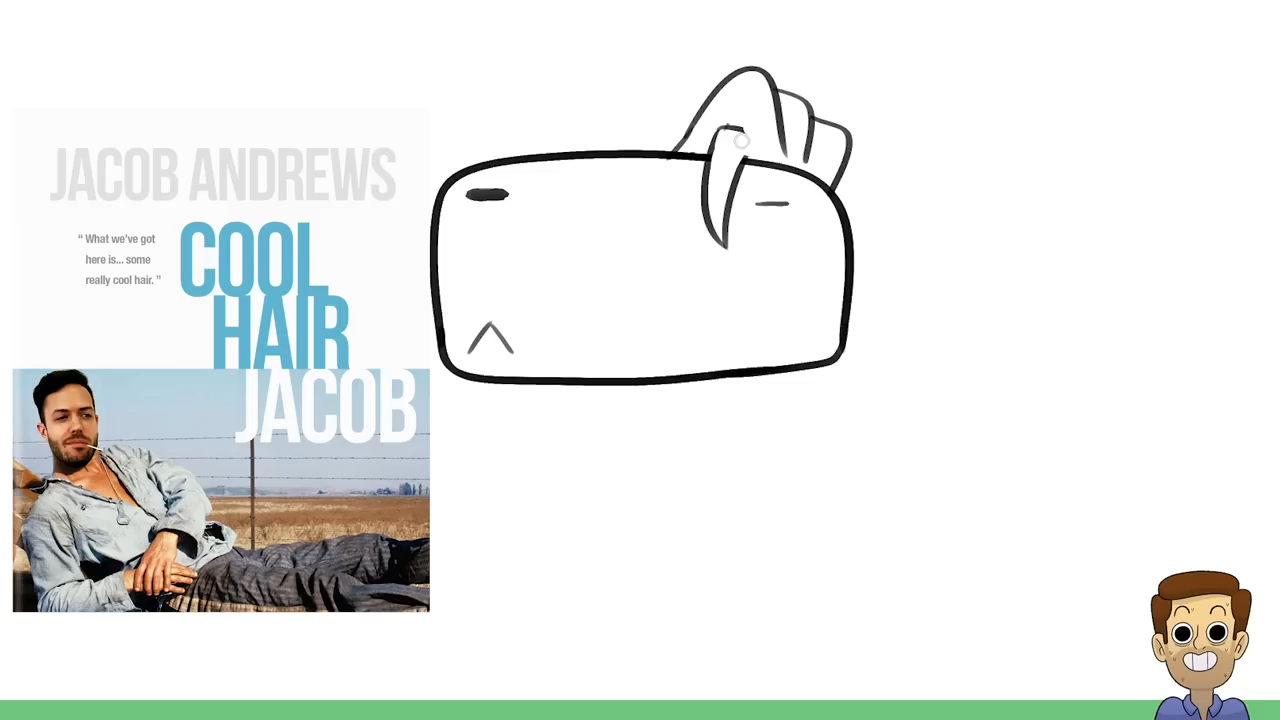 JACOB ANDREWS
“ What we’ve got
here is... some
really cool hair. ”
COOL
HAIR
JACOB